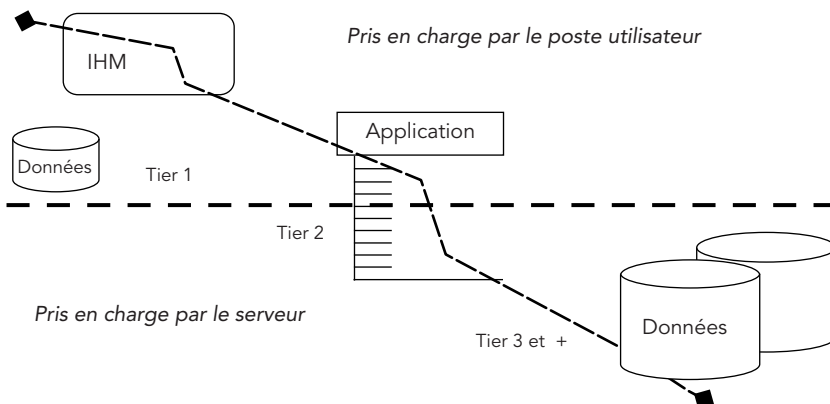 Pris en charge par le poste utilisateur
IHM
Application
Données
Tier 1
Tier 2
Pris en charge par le serveur
Données
Tier 3 et +